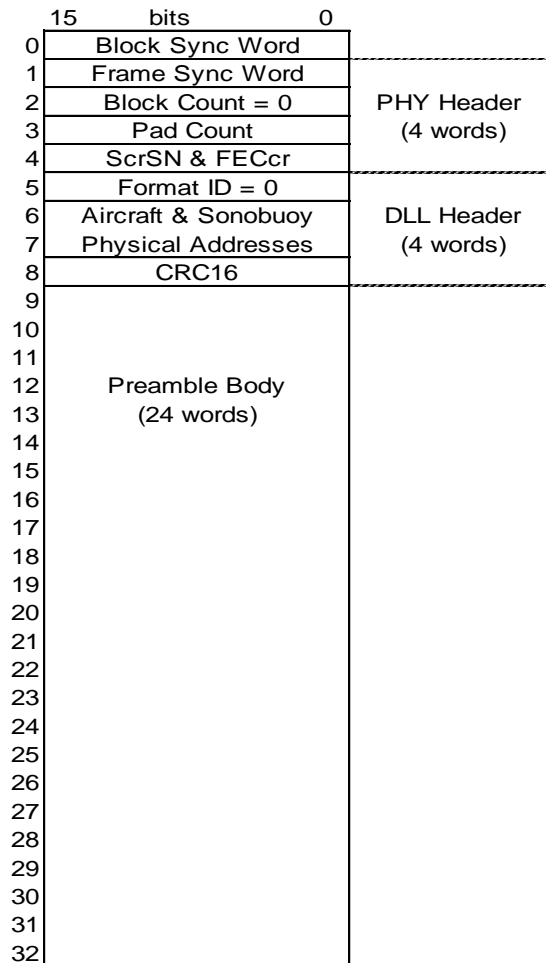 15 bits 0
0 Block Sync Word
1 Frame Sync Word
2 Block Count = 0 PHY Header
3 Pad Count (4 words)
4 ScrSN & FECcr
5 Format ID = 0
6 Aircraft & Sonobuoy DLL Header
7 Physical Addresses (4 words)
8 CRC16
9
10
11
12 Preamble Body
13 (24 words)
14
15
16
17
18
19
20
21
22
23
24
25
26
27
28
29
30
31
32